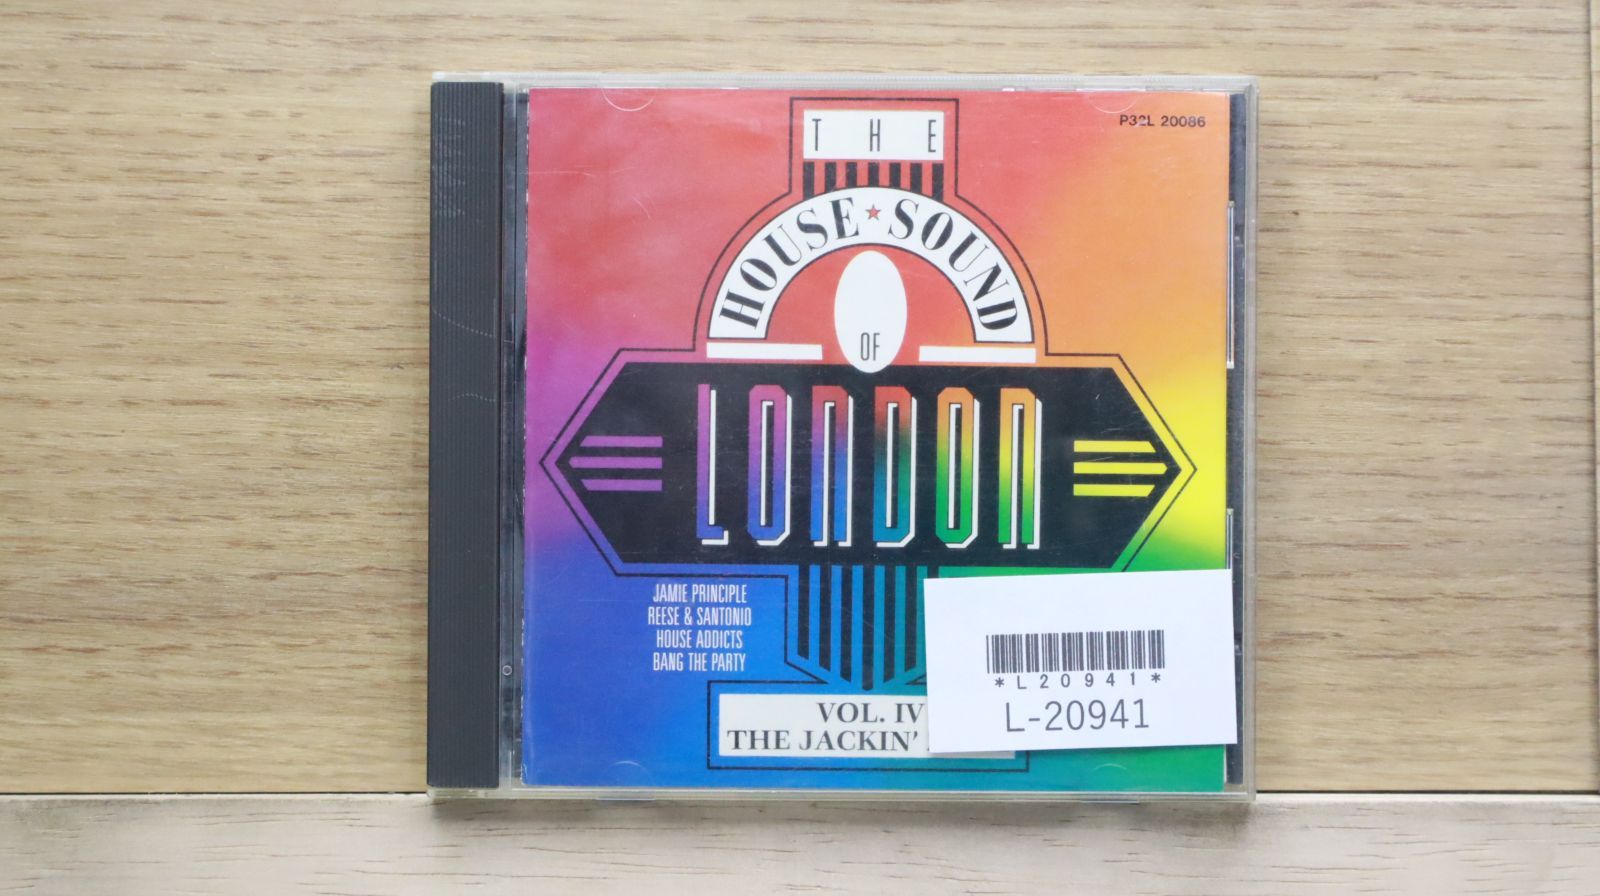 THE
P32L 20086
HOUSE★SOUND
OF
LONDON
JAMIE PRINCIPLE
REESE & SANTONIO
HOUSE ADDICTS
BANG THE PARTY
VOL. IV
THE JACKIN'
*L20941*
L-20941